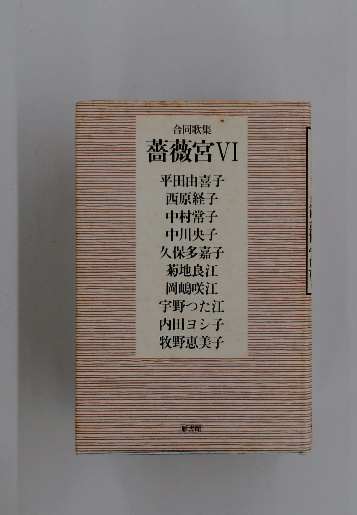 合同歌集
薔薇宮VI
平田由喜子
西原経子
中村常子
中川央子
久保多嘉子
菊地良江
岡嶋咲江
宇野つた江
内田ヨシ子
牧野恵美子